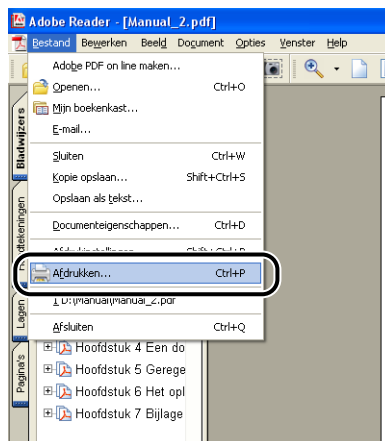 Adobe Reader - [Manual_2.pdf]
Bestand Bewerken Beeld Document Opties Venster Help
Adobe PDF on line maken...
Openen... Ctrl+O
Mijn boekenkast...
E-mail...
Sluiten Ctrl+W
Kopie opslaan... Shift+Ctrl+S
Opslaan als tekst...
Documenteigenschappen... Ctrl+D
Afdrukinstellingen... Shift+Ctrl+P
Afdrukken... Ctrl+P
1 D:\Manual\Manual_2.pdf
Afsluiten Ctrl+Q
Bladwijzers
Lagen
Pagina's
Hoofdstuk 4 Een do
Hoofdstuk 5 Gerege
Hoofdstuk 6 Het opl
Hoofdstuk 7 Bijlage